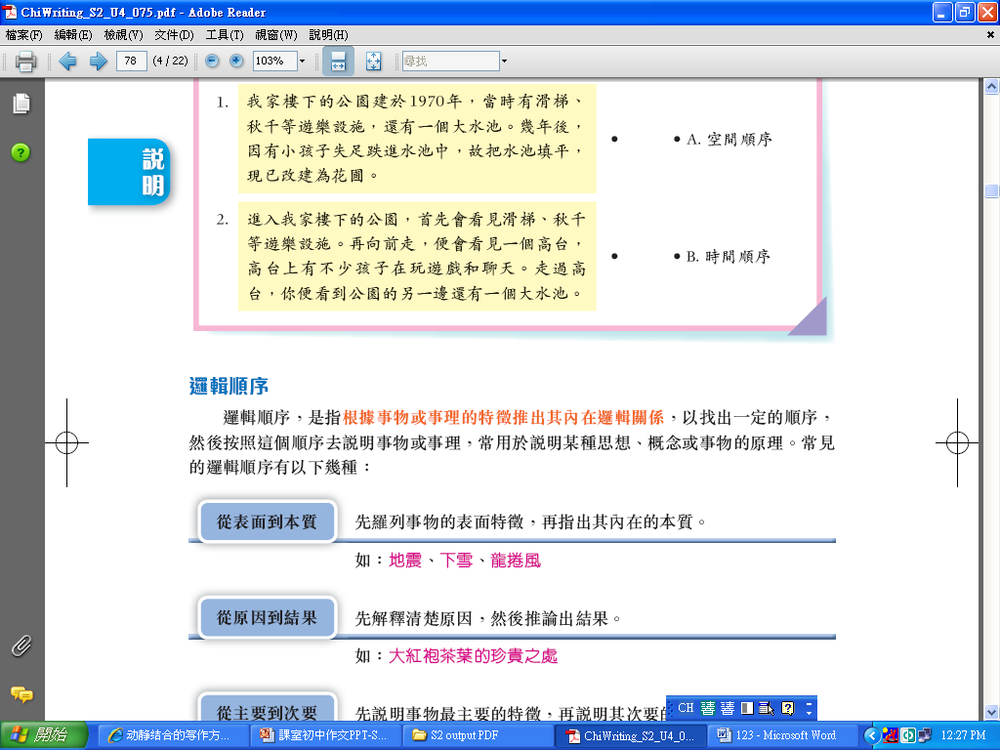 ChiWriting_S2_U4_075.pdf - Adobe Reader
檔案(F) 編輯(E) 檢視(V) 文件(D) 工具(T) 視窗(W) 說明(H)
78 (4 / 22) 103% 尋找
說明
1. 我家樓下的公園建於1970年，當時有滑梯、
秋千等遊樂設施，還有一個大水池。幾年後，
因有小孩子失足跌進水池中，故把水池填平，
現已改建為花圃。
A. 空間順序
2. 進入我家樓下的公園，首先會看見滑梯、秋千
等遊樂設施。再向前走，便會看見一個高台，
高台上有不少孩子在玩遊戲和聊天。走過高
台，你便看到公園的另一邊還有一個大水池。
B. 時間順序
邏輯順序
邏輯順序，是指根據事物或事理的特徵推出其內在邏輯關係，以找出一定的順序，
然後按照這個順序去說明事物或事理，常用於說明某種思想、概念或事物的原理。常見
的邏輯順序有以下幾種：
從表面到本質 先羅列事物的表面特徵，再指出其內在的本質。
如：地震、下雪、龍捲風
從原因到結果 先解釋清楚原因，然後推論出結果。
如：大紅袍茶葉的珍貴之處
從主要到次要 先說明事物最主要的特徵，再說明其次要的
CH
開始 动静结合的写作方... 課室初中作文PPT-S... S2 output PDF ChiWriting_S2_U4_0... 123 - Microsoft Word 12:27 PM